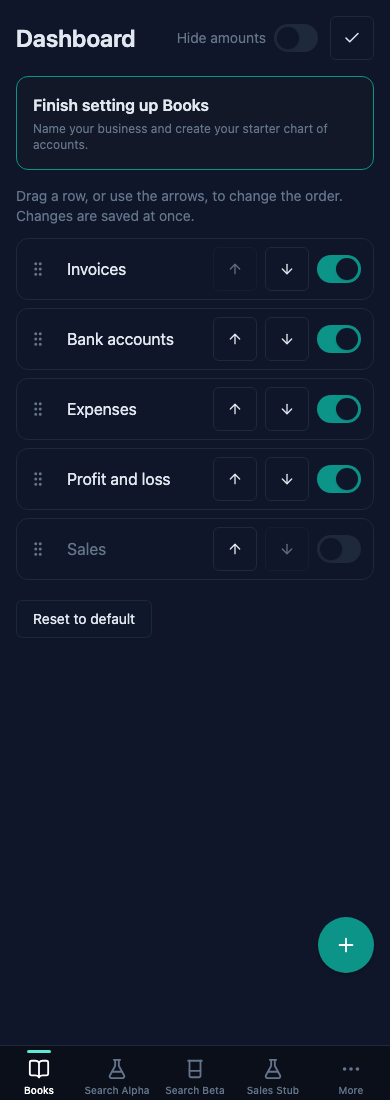 Dashboard
Hide amounts
Finish setting up Books
Name your business and create your starter chart of
accounts.
Drag a row, or use the arrows, to change the order.
Changes are saved at once.
Invoices
Bank accounts
Expenses
Profit and loss
Sales
Reset to default
Books
Search Alpha
Search Beta
Sales Stub
More